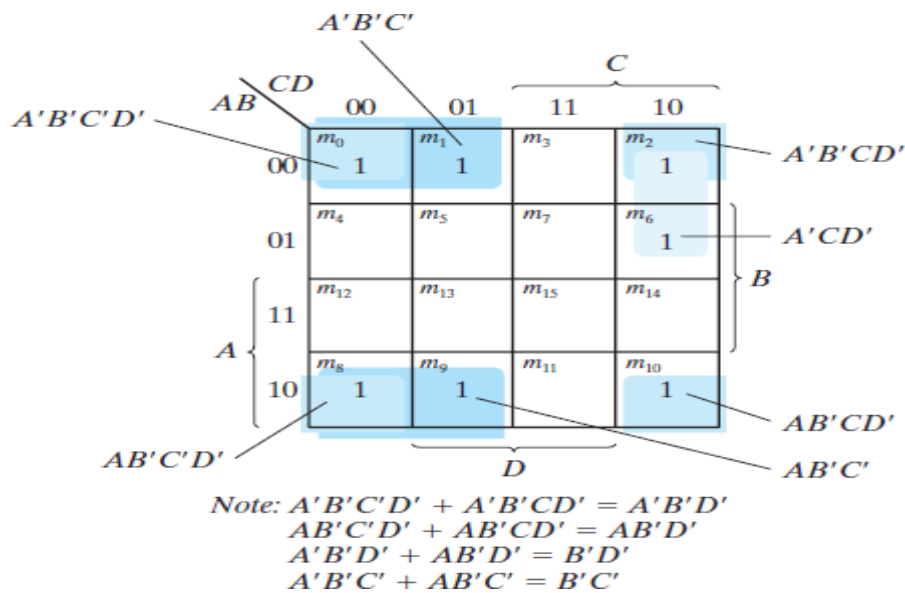 A'B'C'
C
CD
AB
00 01 11 10
A'B'C'D'
m0 m1 m3 m2
00 1 1 1
A'B'CD'
m4 m5 m7 m6
01 1
A'CD'
B
m12 m13 m15 m14
11
A
m8 m9 m11 m10
10 1 1 1
AB'CD'
AB'C'D'
D
AB'C'
Note: A'B'C'D' + A'B'CD' = A'B'D'
AB'C'D' + AB'CD' = AB'D'
A'B'D' + AB'D' = B'D'
A'B'C' + AB'C' = B'C'